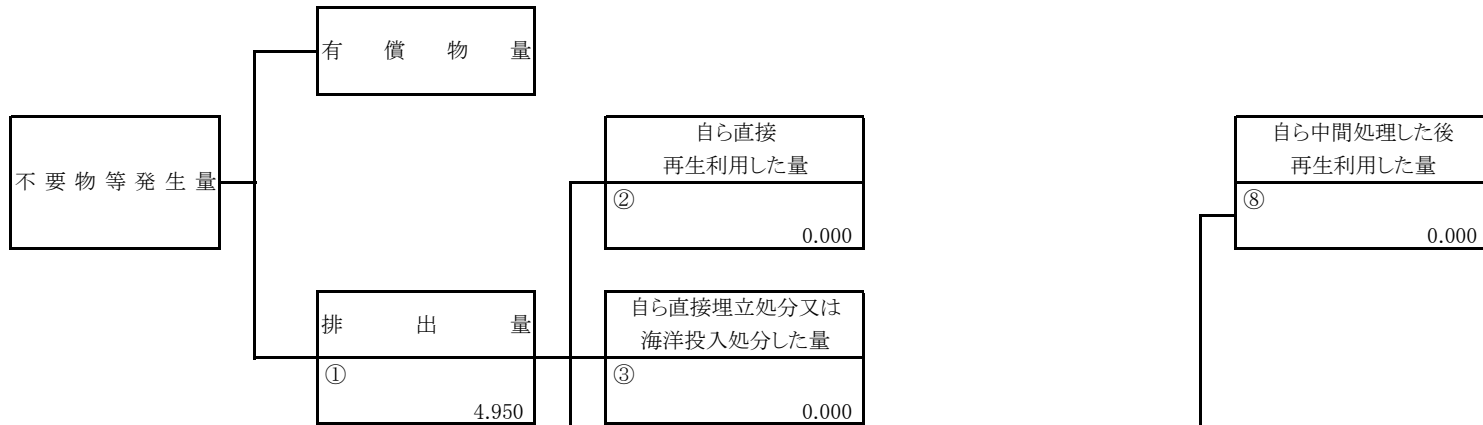 有償物量
不要物等発生量
自ら直接
再生利用した量
②
0.000
自ら中間処理した後
再生利用した量
⑧
0.000
排出量
①
4.950
自ら直接埋立処分又は
海洋投入処分した量
③
0.000